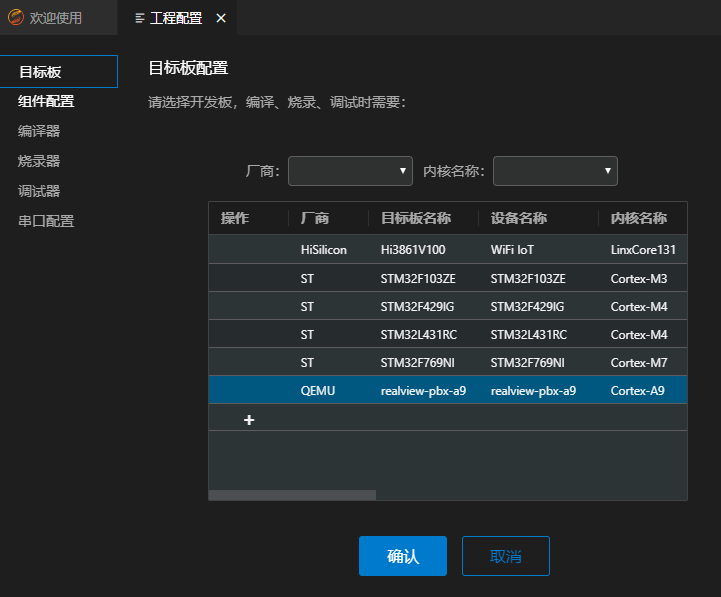 欢迎使用
工程配置
目标板
组件配置
编译器
烧录器
调试器
串口配置
目标板配置
请选择开发板，编译、烧录、调试时需要：
厂商： 内核名称：
操作 厂商 目标板名称 设备名称 内核名称
HiSilicon Hi3861V100 WiFi IoT LinxCore131
ST STM32F103ZE STM32F103ZE Cortex-M3
ST STM32F429IG STM32F429IG Cortex-M4
ST STM32L431RC STM32L431RC Cortex-M4
ST STM32F769NI STM32F769NI Cortex-M7
QEMU realview-pbx-a9 realview-pbx-a9 Cortex-A9
+
确认 取消